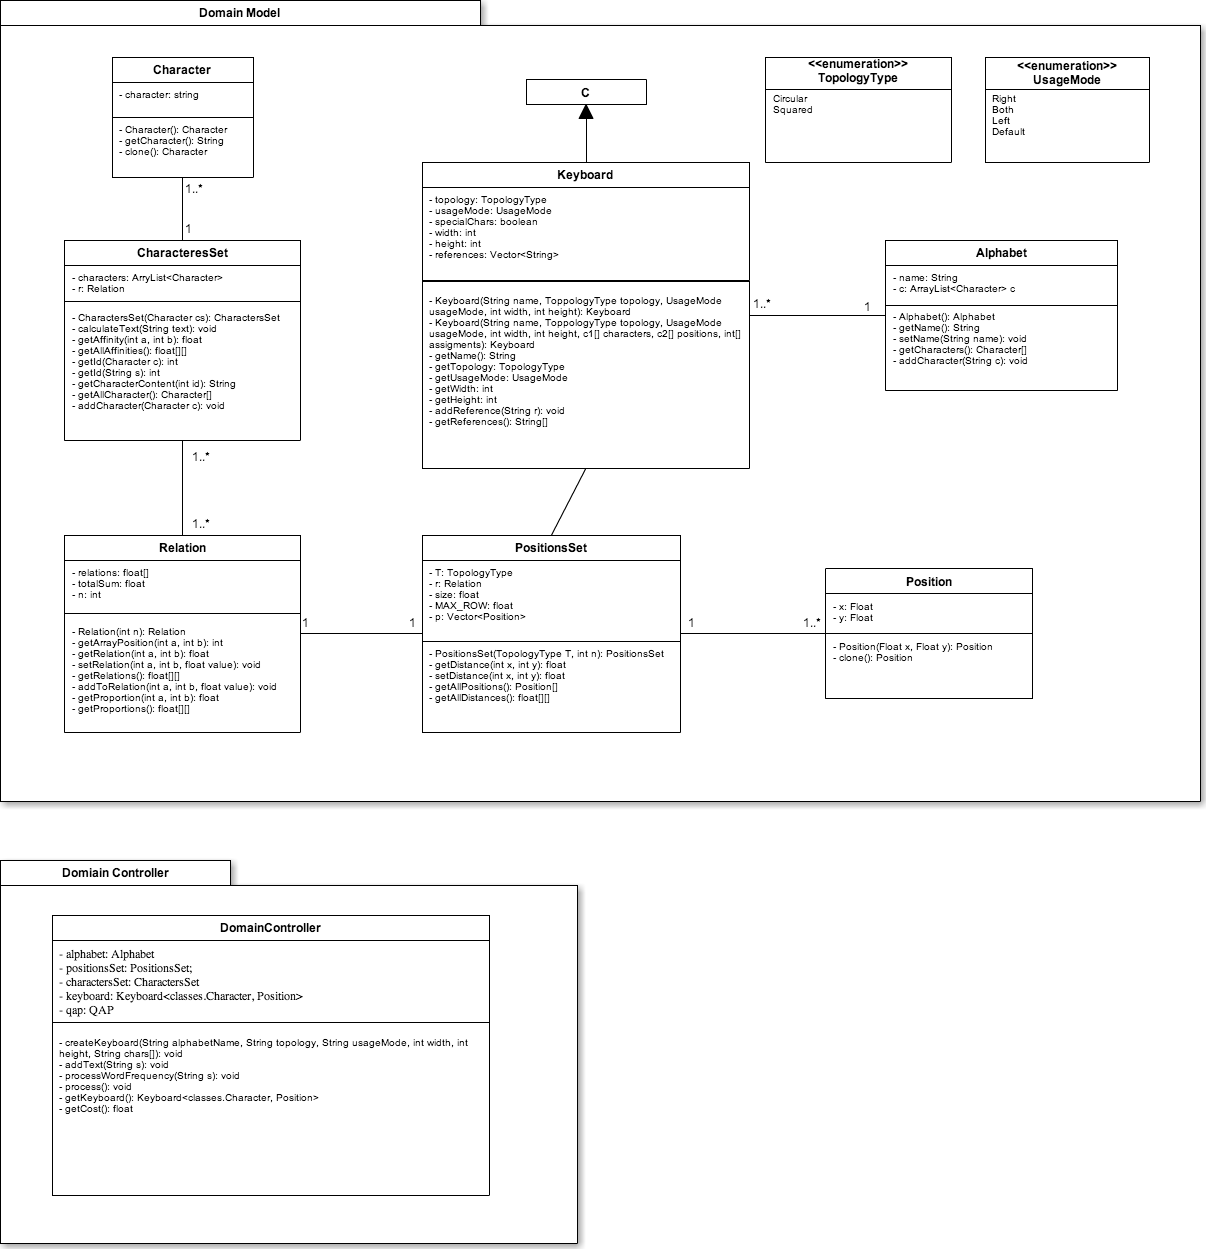 Domain Model
Character
- character: string
- Character(): Character
- getCharacter(): String
- clone(): Character
1..*
1
CharacteresSet
- characters: ArryList<Character>
- r: Relation
- CharactersSet(Character cs): CharactersSet
- calculateText(String text): void
- getAffinity(int a, int b): float
- getAllAffinities(): float[][]
- getId(Character c): int
- getId(String s): int
- getCharacterContent(int id): String
- getAllCharacter(): Character[]
- addCharacter(Character c): void
1..*
1..*
Relation
- relations: float[]
- totalSum: float
- n: int
- Relation(int n): Relation
- getArrayPosition(int a, int b): int
- getRelation(int a, int b): float
- setRelation(int a, int b, float value): void
- getRelations(): float[][]
- addToRelation(int a, int b, float value): void
- getProportion(int a, int b): float
- getProportions(): float[][]
1
1
C
Keyboard
- topology: TopologyType
- usageMode: UsageMode
- specialChars: boolean
- width: int
- height: int
- references: Vector<String>
- Keyboard(String name, ToppologyType topology, UsageMode
usageMode, int width, int height): Keyboard
- Keyboard(String name, ToppologyType topology, UsageMode
usageMode, int width, int height, c1[] characters, c2[] positions, int[]
assigments): Keyboard
- getName(): String
- getTopology: TopologyType
- getUsageMode: UsageMode
- getWidth: int
- getHeight: int
- addReference(String r): void
- getReferences(): String[]
1..*
1
PositionsSet
- T: TopologyType
- r: Relation
- size: float
- MAX_ROW: float
- p: Vector<Position>
- PositionsSet(TopologyType T, int n): PositionsSet
- getDistance(int x, int y): float
- setDistance(int x, int y): float
- getAllPositions(): Position[]
- getAllDistances(): float[][]
1
1..*
<<enumeration>>
TopologyType
Circular
Squared
<<enumeration>>
UsageMode
Right
Both
Left
Default
Alphabet
- name: String
- c: ArrayList<Character> c
- Alphabet(): Alphabet
- getName(): String
- setName(String name): void
- getCharacters(): Character[]
- addCharacter(String c): void
Position
- x: Float
- y: Float
- Position(Float x, Float y): Position
- clone(): Position
Domiain Controller
DomainController
- alphabet: Alphabet
- positionsSet: PositionsSet;
- charactersSet: CharactersSet
- keyboard: Keyboard<classes.Character, Position>
- qap: QAP
- createKeyboard(String alphabetName, String topology, String usageMode, int width, int
height, String chars[]): void
- addText(String s): void
- processWordFrequency(String s): void
- process(): void
- getKeyboard(): Keyboard<classes.Character, Position>
- getCost(): float